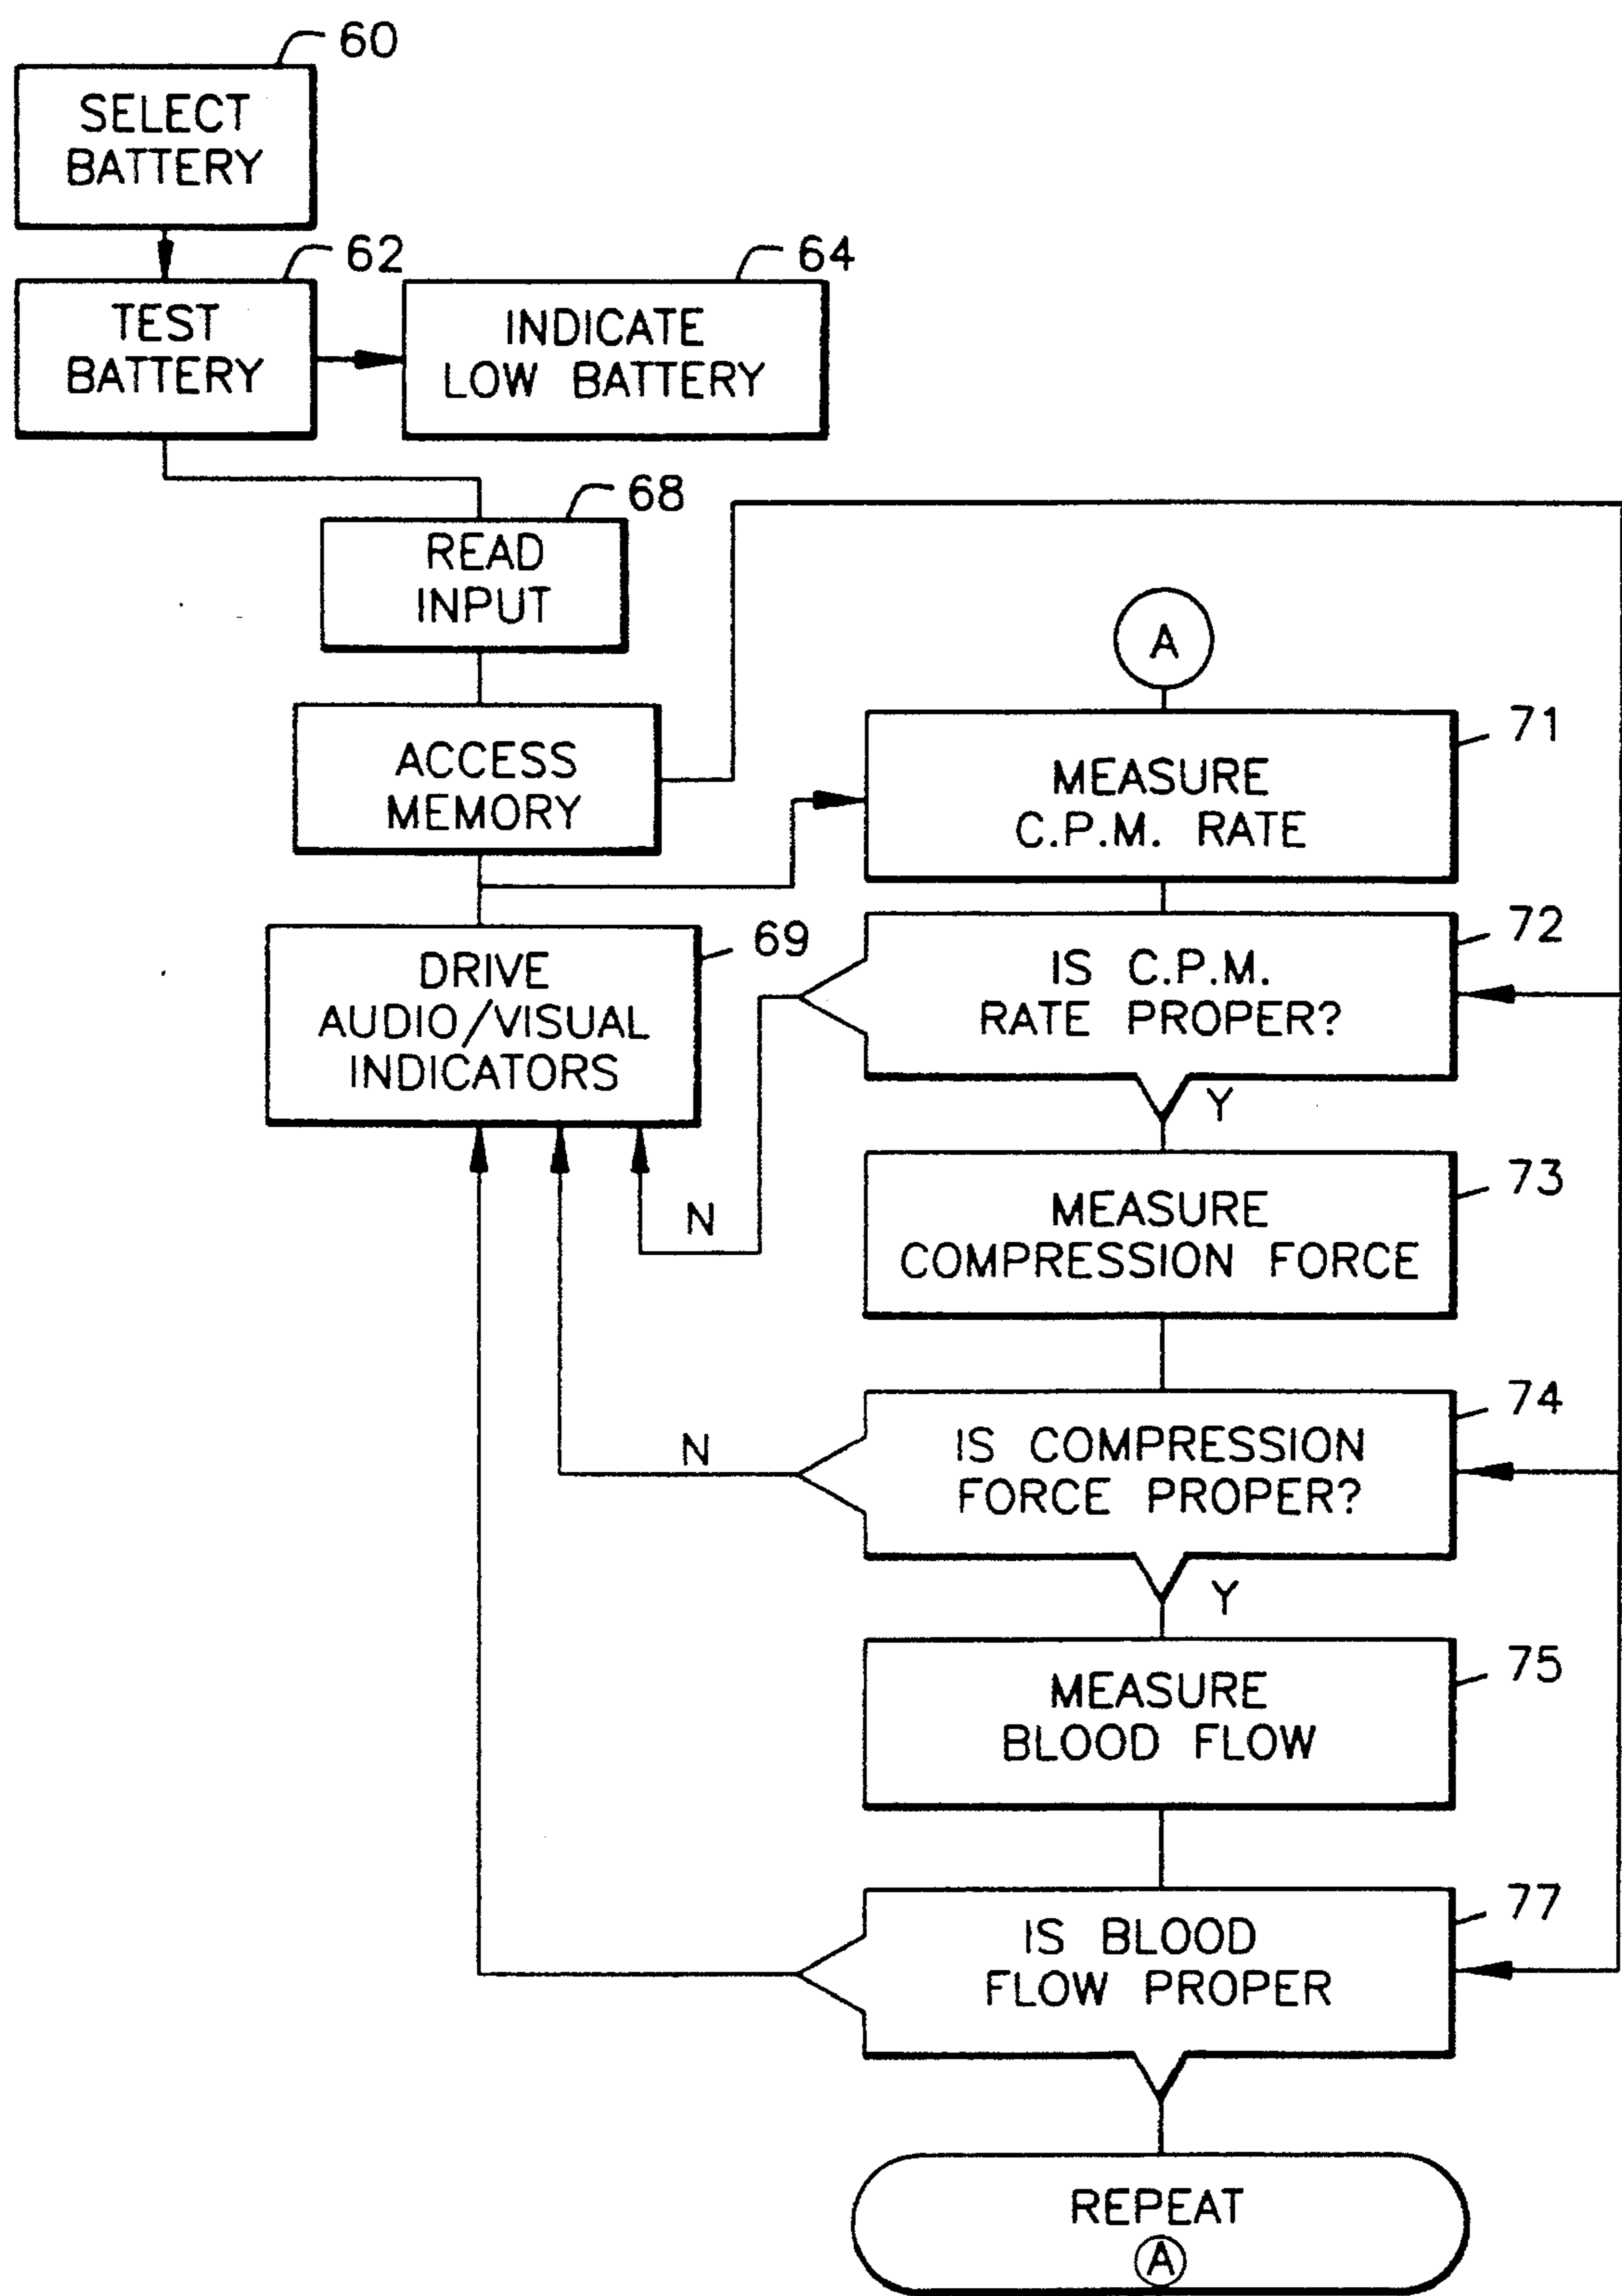 60
SELECT
BATTERY
62
TEST
BATTERY
64
INDICATE
LOW BATTERY
68
READ
INPUT
ACCESS
MEMORY
69
DRIVE
AUDIO/VISUAL
INDICATORS
A
71
MEASURE
C.P.M. RATE
72
IS C.P.M.
RATE PROPER?
N
Y
73
MEASURE
COMPRESSION FORCE
74
IS COMPRESSION
FORCE PROPER?
N
Y
75
MEASURE
BLOOD FLOW
77
IS BLOOD
FLOW PROPER
REPEAT
A